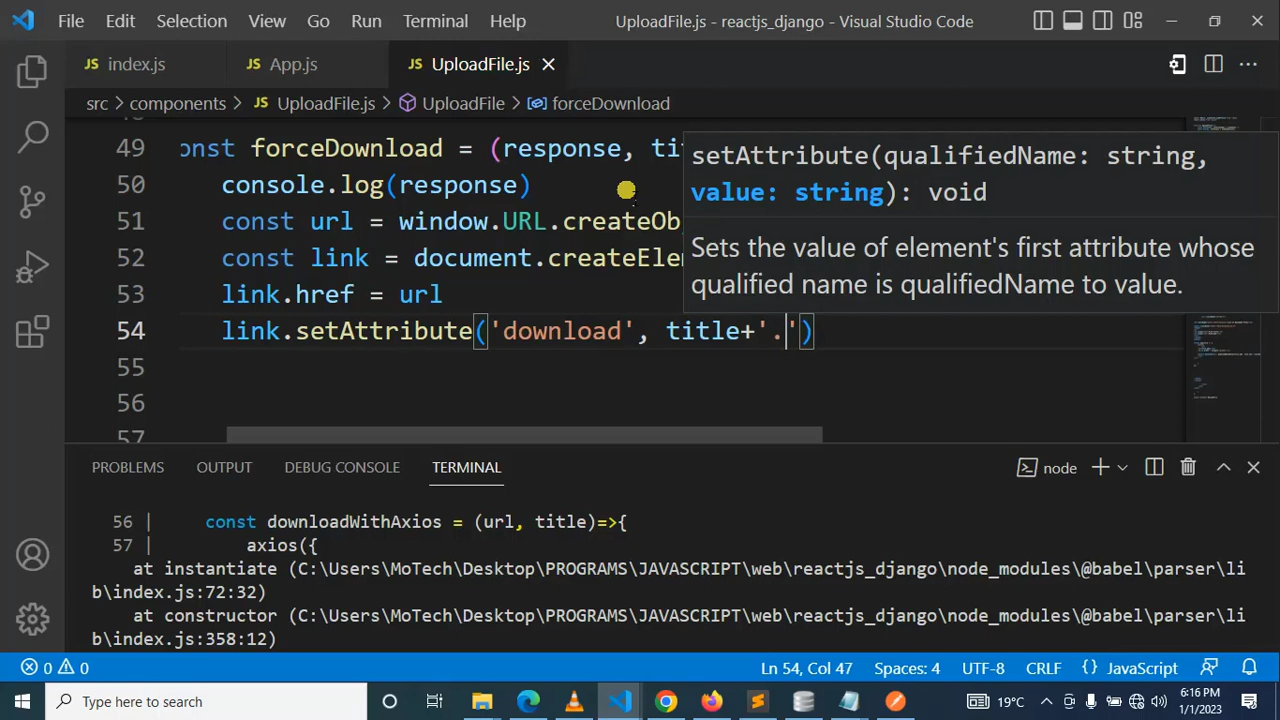 File Edit Selection View Go Run Terminal Help UploadFile.js - reactjs_django - Visual Studio Code
JS index.js JS App.js JS UploadFile.js
src > components > JS UploadFile.js > UploadFile > forceDownload
49 onst forceDownload = (response, tit
50 console.log(response)
51 const url = window.URL.createOb
52 const link = document.createEle
53 link.href = url
54 link.setAttribute('download', title+'.')
55
56
57
setAttribute(qualifiedName: string,
value: string): void
Sets the value of element's first attribute whose
qualified name is qualifiedName to value.
PROBLEMS OUTPUT DEBUG CONSOLE TERMINAL node
56 | const downloadWithAxios = (url, title)=>{
57 | axios({
at instantiate (C:\Users\MoTech\Desktop\PROGRAMS\JAVASCRIPT\web\reactjs_django\node_modules\@babel\parser\li
b\index.js:72:32)
at constructor (C:\Users\MoTech\Desktop\PROGRAMS\JAVASCRIPT\web\reactjs_django\node_modules\@babel\parser\li
b\index.js:358:12)
0 0 Ln 54, Col 47 Spaces: 4 UTF-8 CRLF {} JavaScript
Type here to search 19°C 6:16 PM
1/1/2023